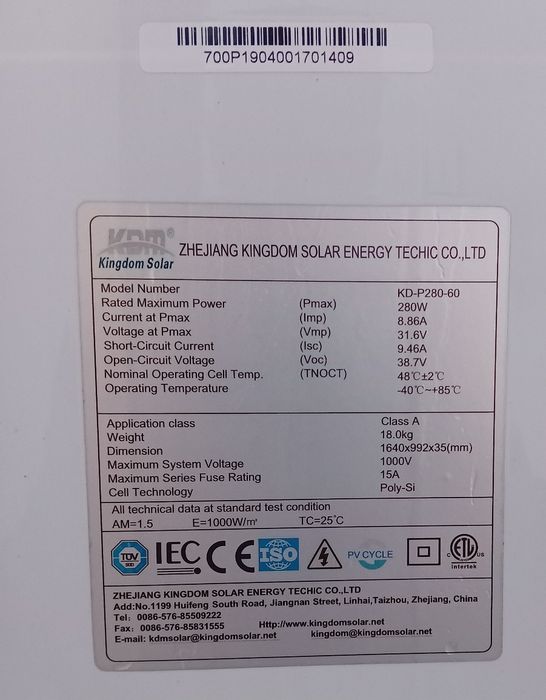 700P1904001701409
KDM®
Kingdom Solar
ZHEJIANG KINGDOM SOLAR ENERGY TECHIC CO.,LTD
Model Number KD-P280-60
Rated Maximum Power (Pmax) 280W
Current at Pmax (Imp) 8.86A
Voltage at Pmax (Vmp) 31.6V
Short-Circuit Current (Isc) 9.46A
Open-Circuit Voltage (Voc) 38.7V
Nominal Operating Cell Temp. (TNOCT) 48℃±2℃
Operating Temperature -40℃~+85℃
Application class Class A
Weight 18.0kg
Dimension 1640x992x35(mm)
Maximum System Voltage 1000V
Maximum Series Fuse Rating 15A
Cell Technology Poly-Si
All technical data at standard test condition
AM=1.5 E=1000W/㎡ TC=25℃
TÜV SÜD IEC CE ISO PV CYCLE c ETL us Intertek
ZHEJIANG KINGDOM SOLAR ENERGY TECHIC CO.,LTD
Add:No.1199 Huifeng South Road, Jiangnan Street, Linhai,Taizhou, Zhejiang, China
Tel: 0086-576-85509222
Fax: 0086-576-85831555 Http://www.kingdomsolar.net
E-mail: kdmsolar@kingdomsolar.net kingdom@kingdomsolar.net